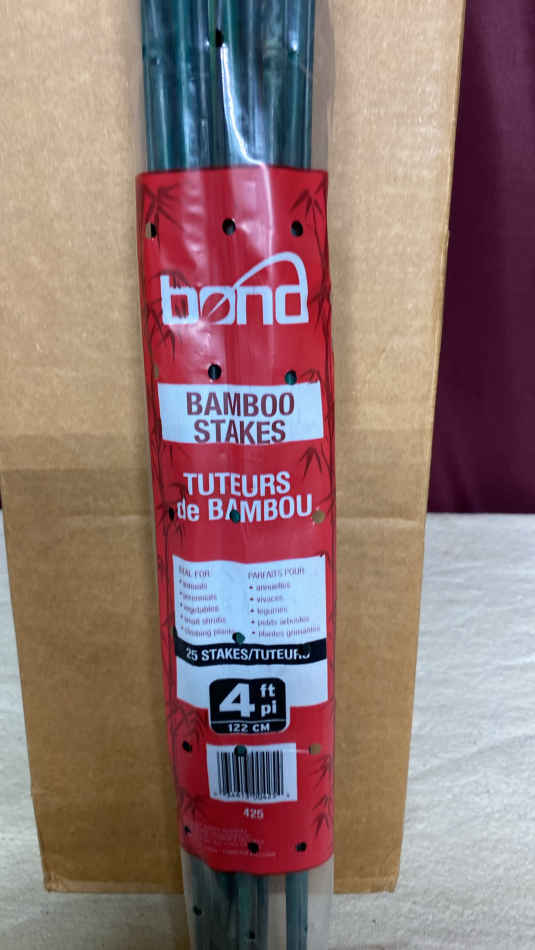 bond
BAMBOO
STAKES
TUTEURS
de BAMBOU
IDEAL FOR:
• annuals
• perennials
• vegetables
• small shrubs
• climbing plants
PARFAITS POUR:
• annuelles
• vivaces
• légumes
• petits arbustes
• plantes grimpantes
25 STAKES/TUTEURS
4 ft
pi
122 CM
425